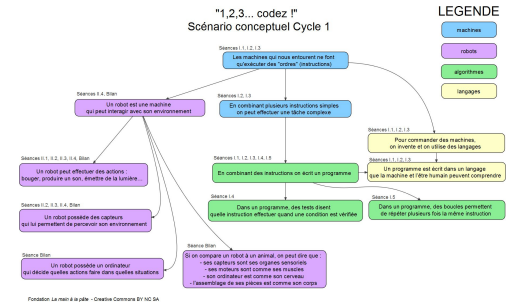 "1,2,3... codez !"
Scénario conceptuel Cycle 1
LEGENDE
machines
robots
algorithmes
langages
Séances I.1, I.1, I.2, I.3
Les machines qui nous entourent ne font
qu'exécuter des "ordres" (instructions)
Séances II.4, Bilan
Un robot est une machine
qui peut interagir avec son environnement
Séances I.2, I.3
En combinant plusieurs instructions simples
on peut effectuer une tâche complexe
Séances I.1, I.1, I.2, I.3
Pour commander des machines,
on invente et on utilise des langages
Séances II.1, II.2, II.3, II.4, Bilan
Un robot peut effectuer des actions :
bouger, produire un son, émettre de la lumière...
Séances I.1, I.2, I.3, I.4, I.5
En combinant des instructions on écrit un programme
Séances I.1, I.1, I.2, I.3
Un programme est écrit dans un langage
que la machine et l'être humain peuvent comprendre
Séances II.2, II.3, II.4, Bilan
Un robot possède des capteurs
qui lui permettent de percevoir son environnement
Séance I.4
Dans un programme, des tests disent
quelle instruction effectuer quand une condition est vérifiée
Séance I.5
Dans un programme, des boucles permettent
de répéter plusieurs fois la même instruction
Séance Bilan
Un robot possède un ordinateur
qui décide quelles actions faire dans quelles situations
Séance Bilan
Si on compare un robot à un animal, on peut dire que :
- ses capteurs sont ses organes sensoriels
- ses moteurs sont comme ses muscles
- son ordinateur est comme son cerveau
- l'assemblage de ses pièces est comme son corps
Fondation La main à la pâte - Creative Commons BY NC SA